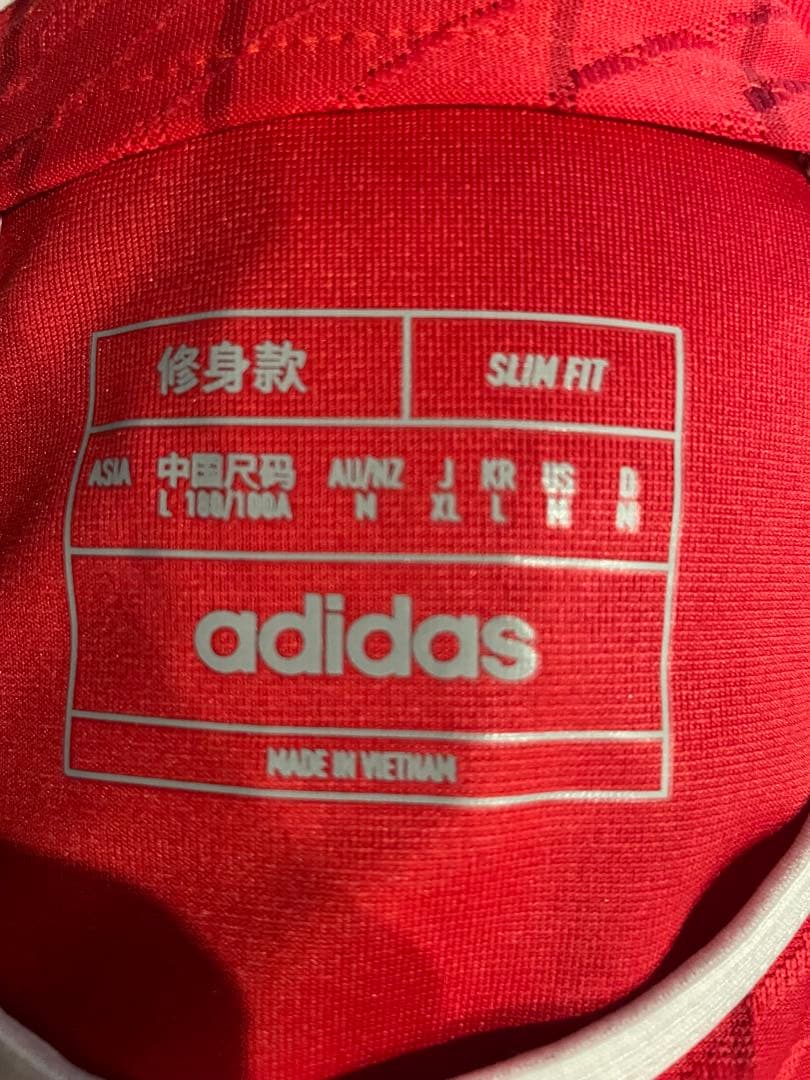 修身款 SLIM FIT
ASIA 中国尺码 AU/NZ J KR US D
L 180/100A M XL L M M
adidas
MADE IN VIETNAM